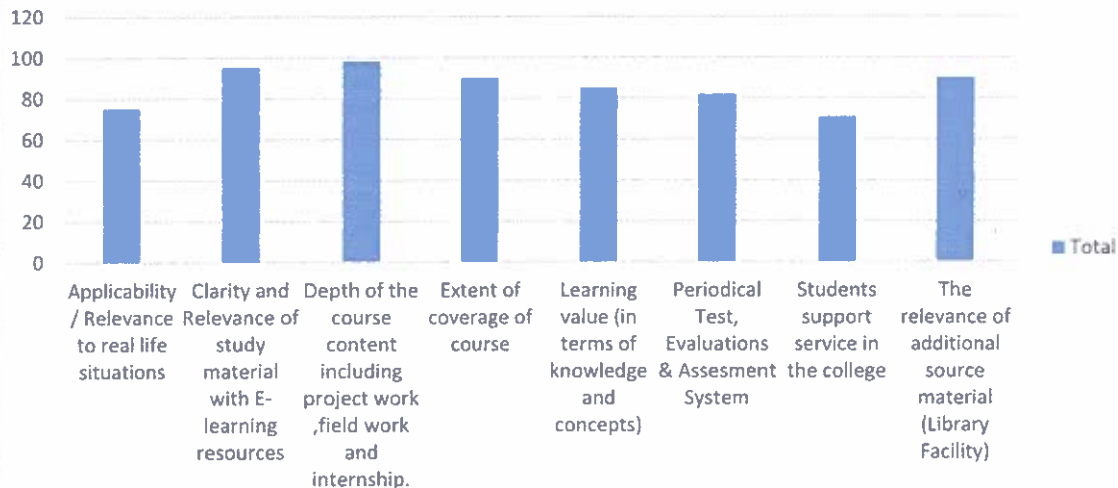 120
100
80
60
40
20
0
Applicability
/ Relevance
to real life
situations
Clarity and
Relevance of
study
material
with E-
learning
resources
Depth of the
course
content
including
project work
,field work
and
internship.
Extent of
coverage of
course
Learning
value (in
terms of
knowledge
and
concepts)
Periodical
Test,
Evaluations
& Assesment
System
Students
support
service in
the college
The
relevance of
additional
source
material
(Library
Facility)
Total